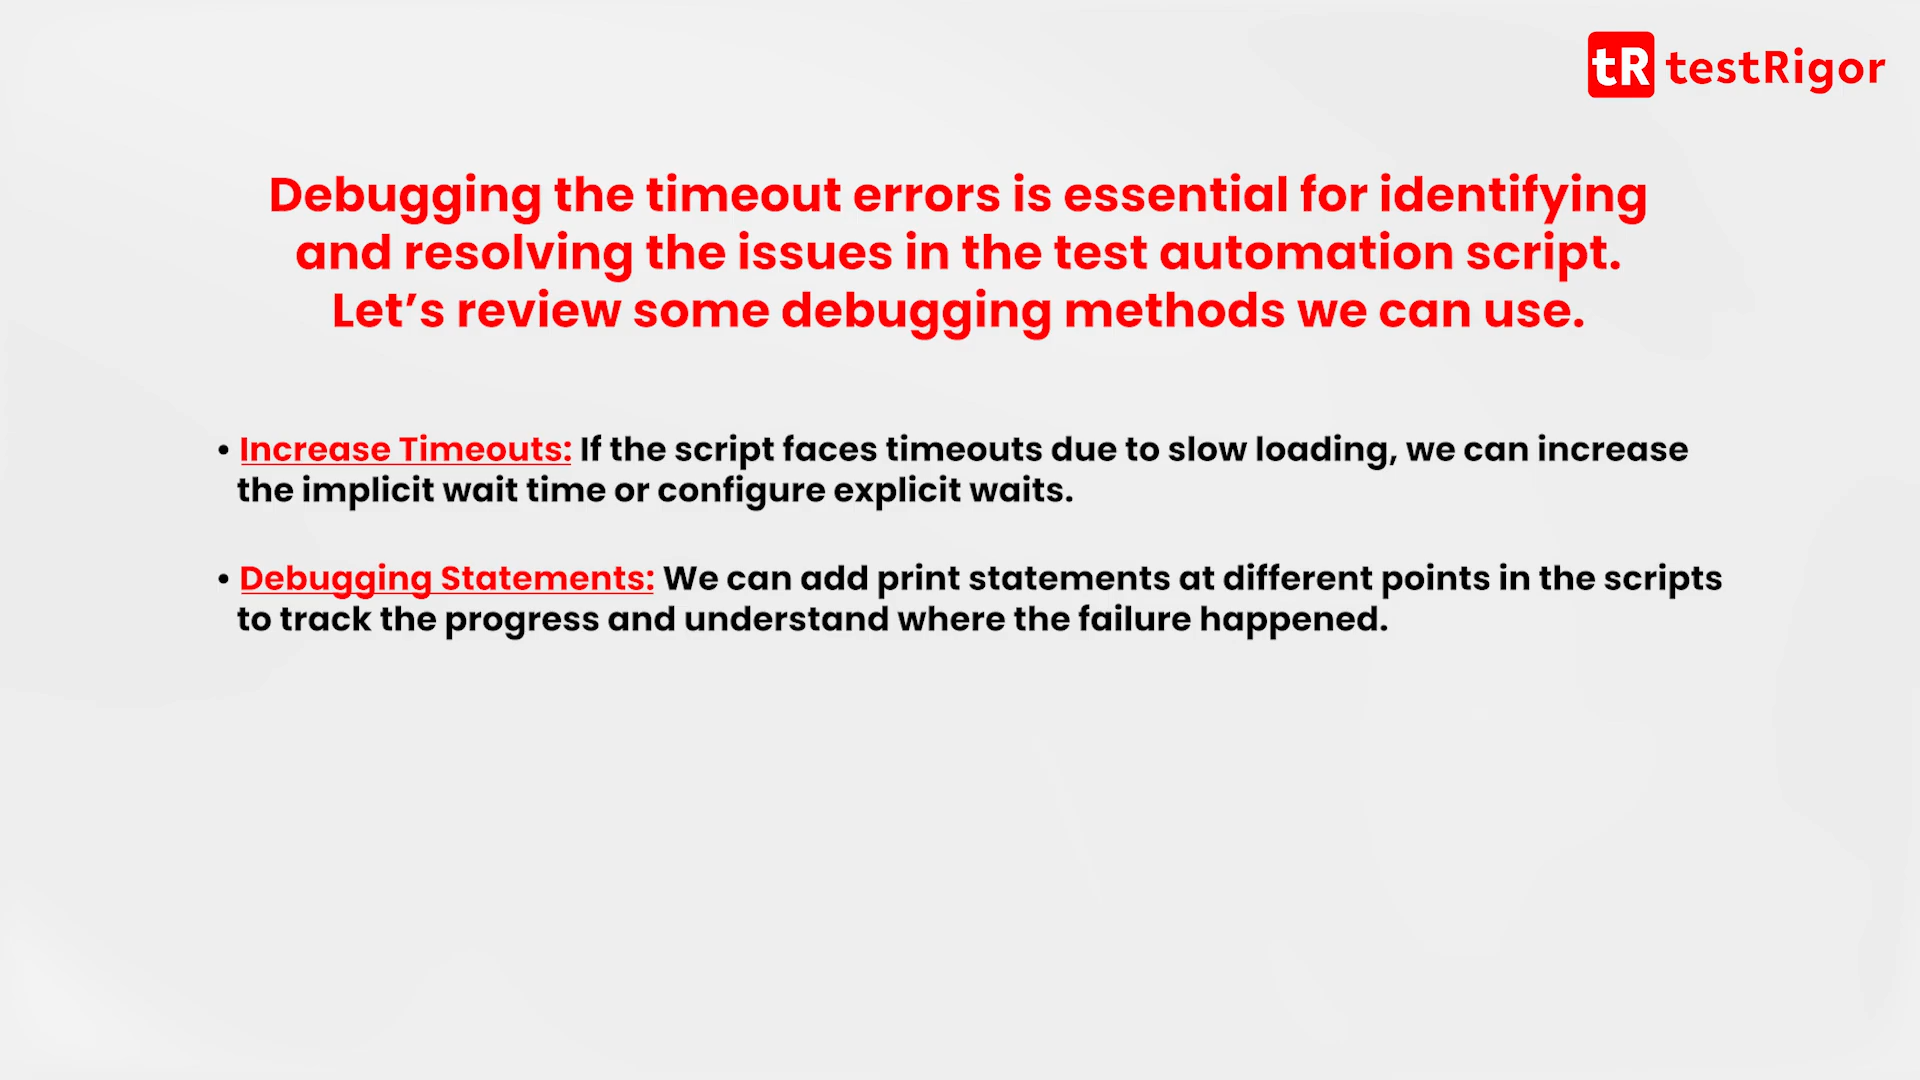 tR testRigor
Debugging the timeout errors is essential for identifying
and resolving the issues in the test automation script.
Let’s review some debugging methods we can use.
• Increase Timeouts: If the script faces timeouts due to slow loading, we can increase
the implicit wait time or configure explicit waits.
• Debugging Statements: We can add print statements at different points in the scripts
to track the progress and understand where the failure happened.